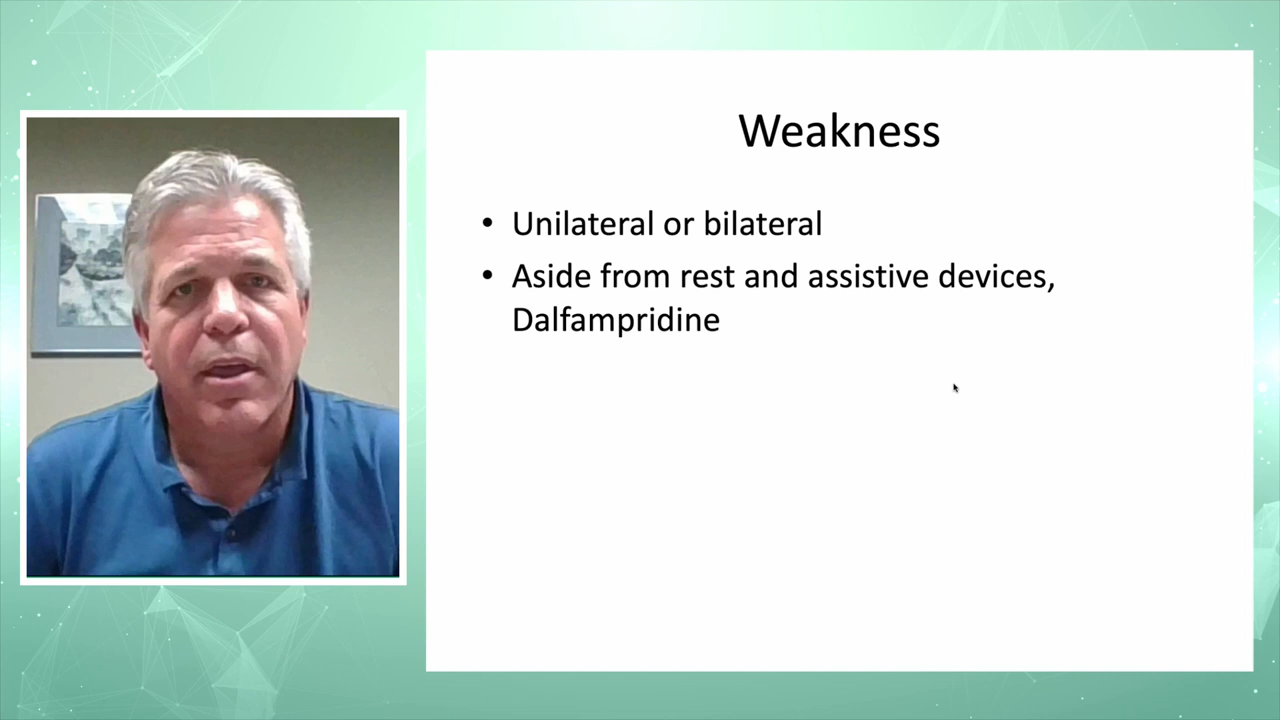 Weakness
• Unilateral or bilateral
• Aside from rest and assistive devices,
Dalfampridine